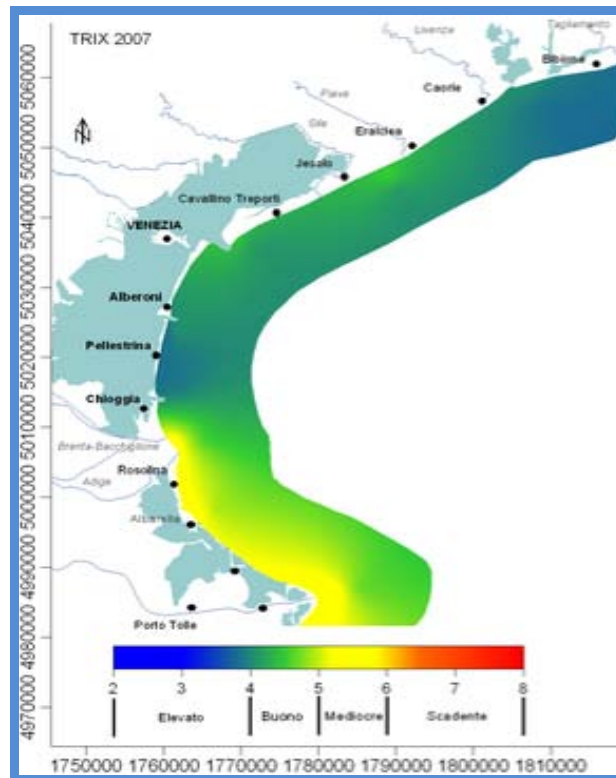 TRIX 2007
Tagliamento
Livenza
Bibione
Caorle
Piave
Eraldea
Sile
Jesolo
Cavallino Treporti
VENEZIA
Alberoni
Pellestrina
Chioggia
Brenta-Bacchiglione
Rosolina
Adige
Albarella
Porto Tolle
5060000
5050000
5040000
5030000
5020000
5010000
5000000
4990000
4980000
4970000
2 3 4 5 6 7 8
Elevato Buono Mediocre Scadente
1750000 1760000 1770000 1780000 1790000 1800000 1810000